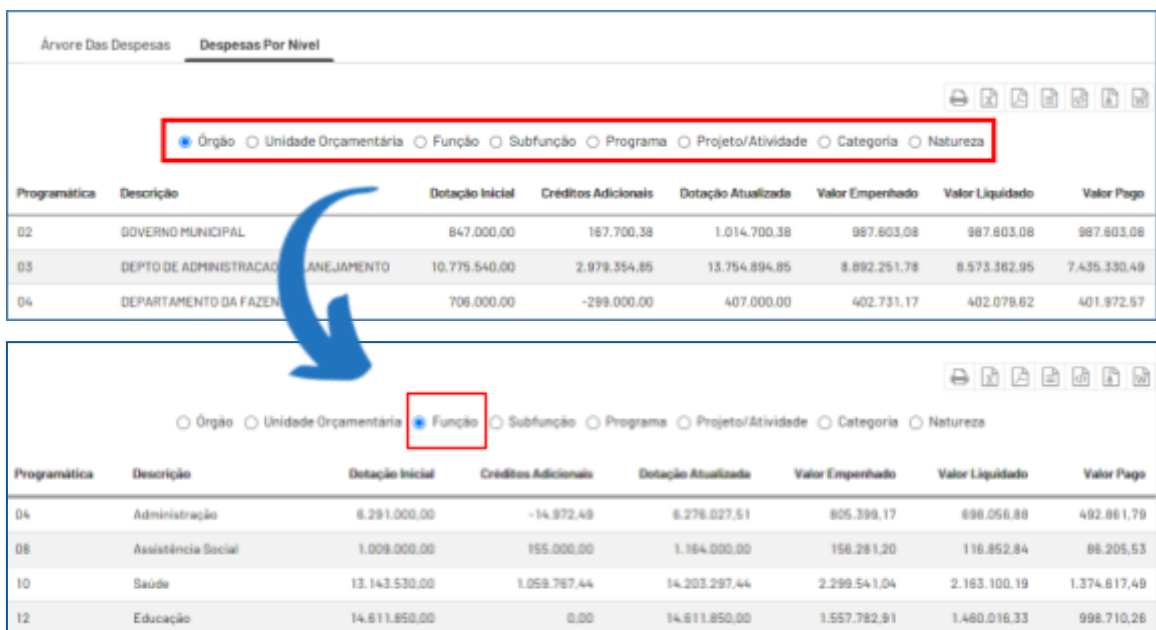 Árvore Das Despesas Despesas Por Nível
Órgão Unidade Orçamentária Função Subfunção Programa Projeto/Atividade Categoria Natureza
Programática Descrição Dotação Inicial Créditos Adicionais Dotação Atualizada Valor Empenhado Valor Liquidado Valor Pago
02 GOVERNO MUNICIPAL 847.000,00 167.700,38 1.014.700,38 987.603,08 987.603,08 987.603,08
03 DEPTO DE ADMINISTRACAO LANEJAMENTO 10.775.540,00 2.979.354,85 13.754.894,85 8.892.251,78 8.573.362,95 7.435.330,49
04 DEPARTAMENTO DA FAZEN 706.000,00 -299.000,00 407.000,00 402.731,17 402.079,62 401.972,57
Órgão Unidade Orçamentária Função Subfunção Programa Projeto/Atividade Categoria Natureza
Programática Descrição Dotação Inicial Créditos Adicionais Dotação Atualizada Valor Empenhado Valor Liquidado Valor Pago
04 Administração 6.291.000,00 -14.972,49 6.276.027,51 805.399,17 698.056,88 492.861,79
08 Assistência Social 1.009.000,00 155.000,00 1.164.000,00 156.281,20 116.852,84 86.205,53
10 Saúde 13.143.530,00 1.059.767,44 14.203.297,44 2.299.541,04 2.163.100,19 1.374.617,49
12 Educação 14.611.850,00 0,00 14.611.850,00 1.557.782,91 1.460.016,33 998.710,26